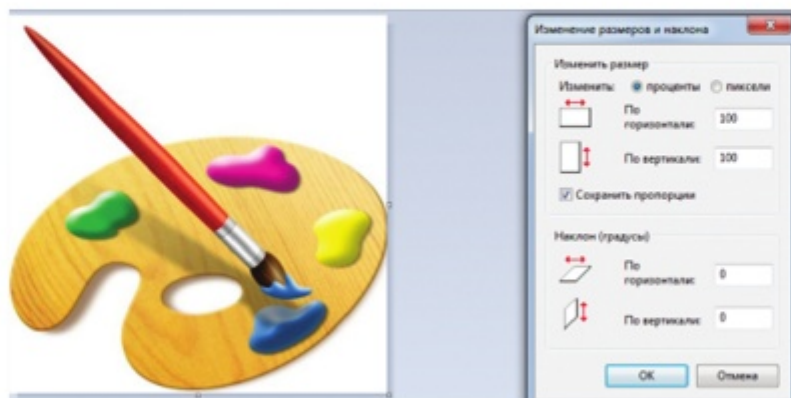 Изменение размеров и наклона
Изменить размер
Изменить: проценты пиксели
По горизонтали: 100
По вертикали: 100
Сохранить пропорции
Наклон (градусы)
По горизонтали: 0
По вертикали: 0
ОК Отмена